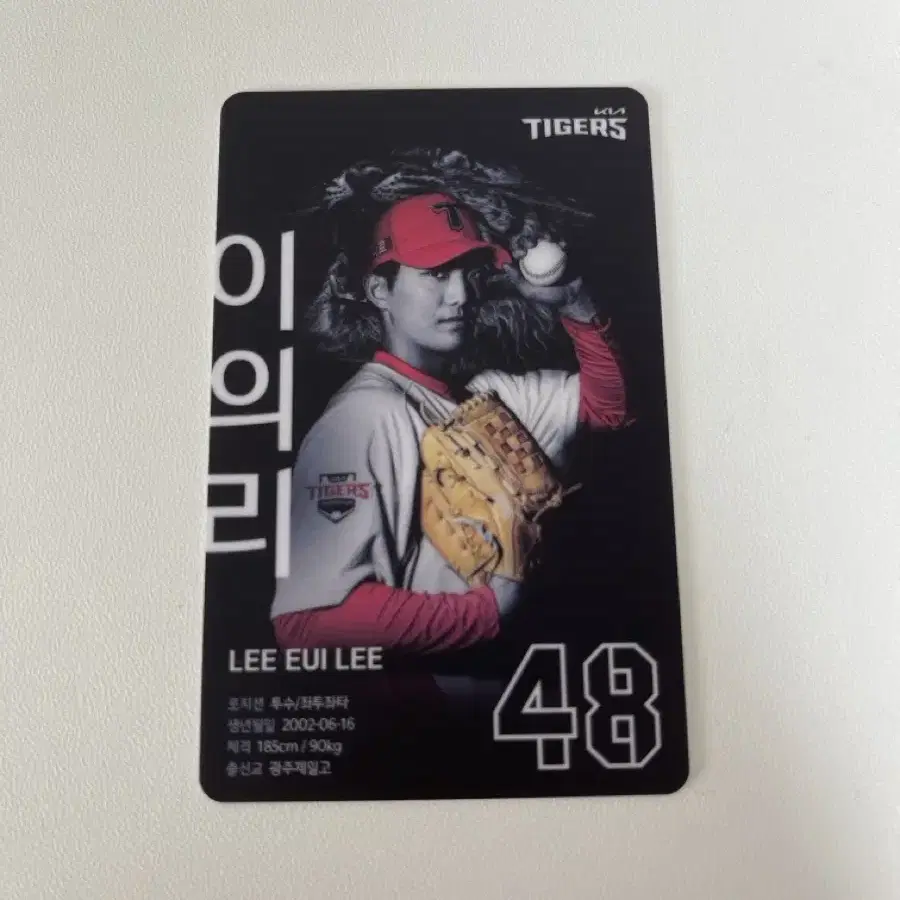 KIA
TIGERS
T
이의리
TIGERS
LEE EUI LEE
포지션 투수/좌투좌타
생년월일 2002-06-16
체격 185cm / 90kg
출신교 광주제일고
48